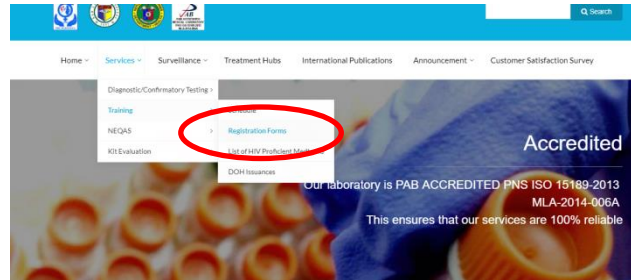 Search
Home Services Surveillance Treatment Hubs International Publications Announcement Customer Satisfaction Survey
Diagnostic/Confirmatory Testing >
Training
Schedule
NEQAS >
Registration Forms
Kit Evaluation
List of HIV Proficient
DOH Issuances
Accredited
Our laboratory is PAB ACCREDITED PNS ISO 15189-2013
MLA-2014-006A
This ensures that our services are 100% reliable